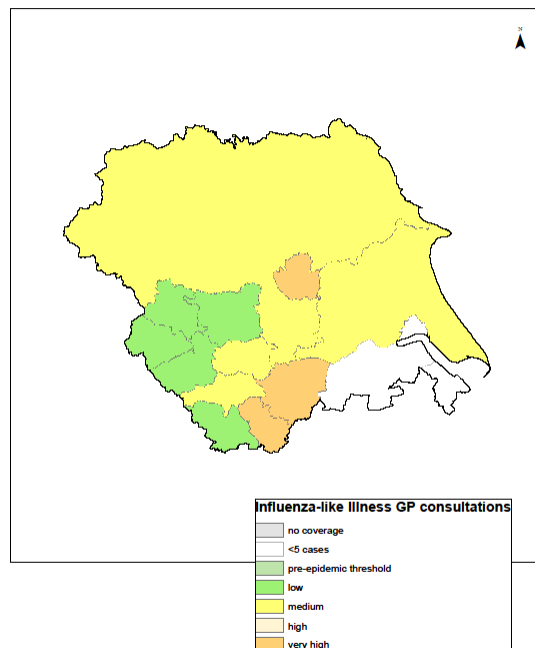 N
Influenza-like Illness GP consultations
no coverage
<5 cases
pre-epidemic threshold
low
medium
high
very high